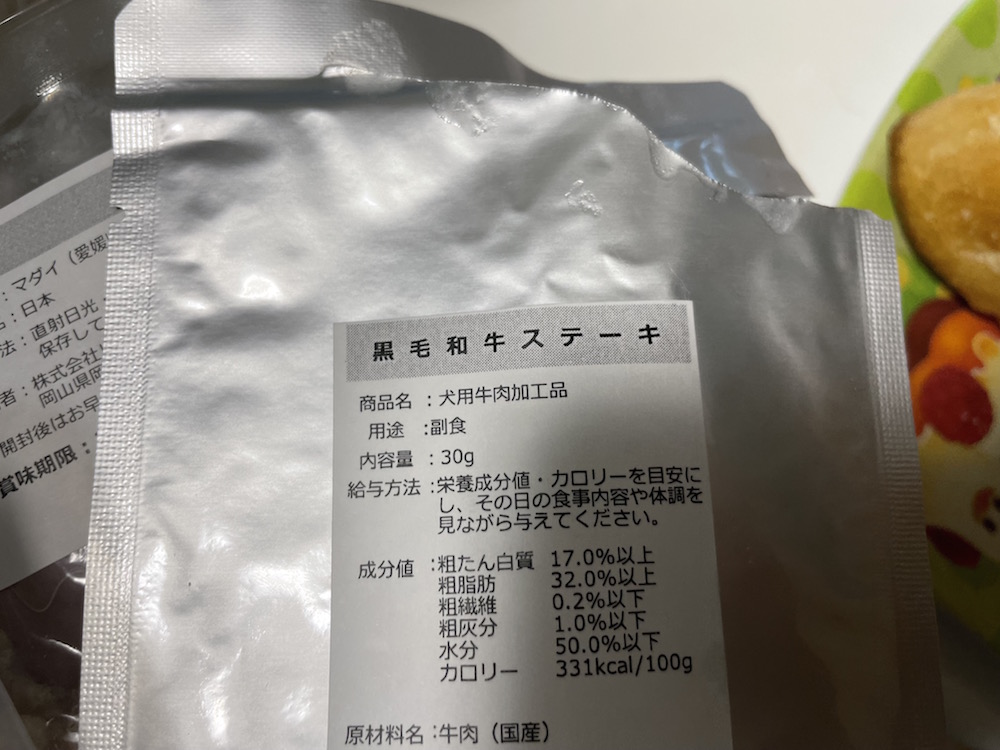 黒毛和牛ステーキ
商品名 :犬用牛肉加工品
用途 :副食
内容量 :30g
給与方法 :栄養成分値・カロリーを目安に
し、その日の食事内容や体調を
見ながら与えてください。
成分値 :粗たん白質 17.0%以上
粗脂肪 32.0%以上
粗繊維 0.2%以下
粗灰分 1.0%以下
水分 50.0%以下
カロリー 331kcal/100g
原材料名:牛肉(国産)
:マダイ(愛媛
:日本
法:直射日光
保存して
者:株式会社
岡山県岡
開封後はお早
賞味期限: